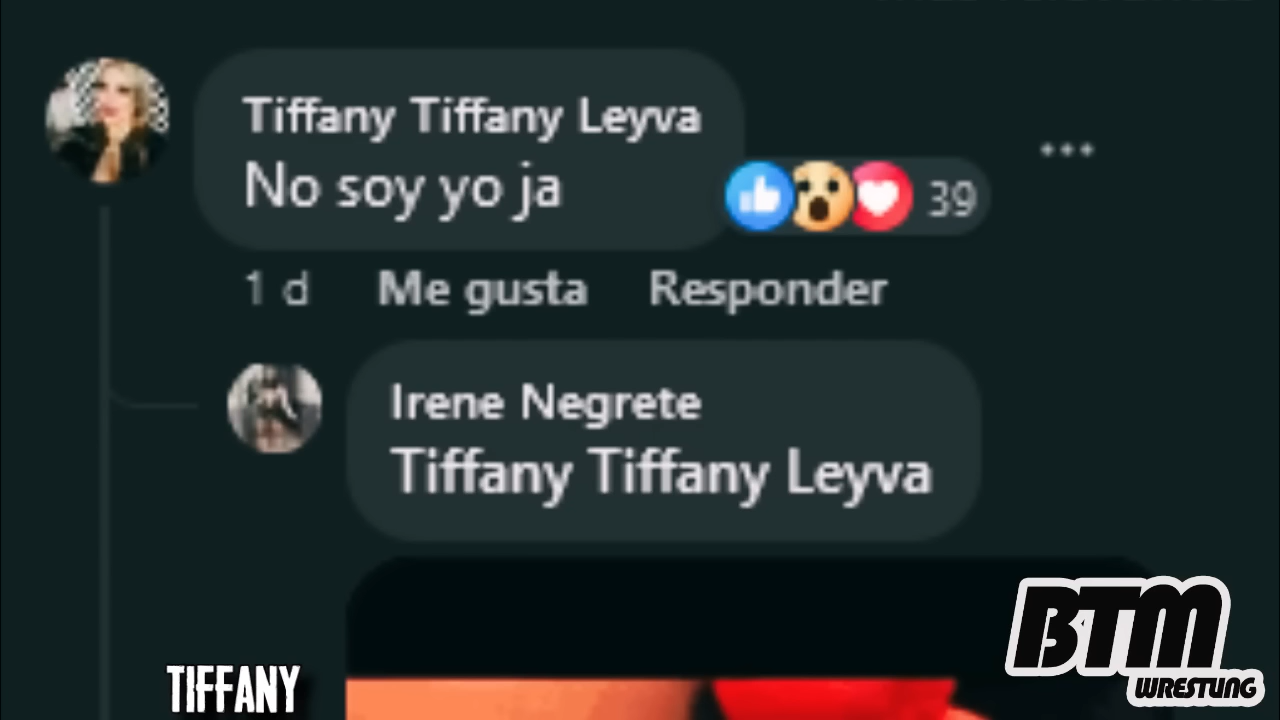 Tiffany Tiffany Leyva
No soy yo ja
39
1 d Me gusta Responder
Irene Negrete
Tiffany Tiffany Leyva
TIFFANY
BTM
WRESTLING